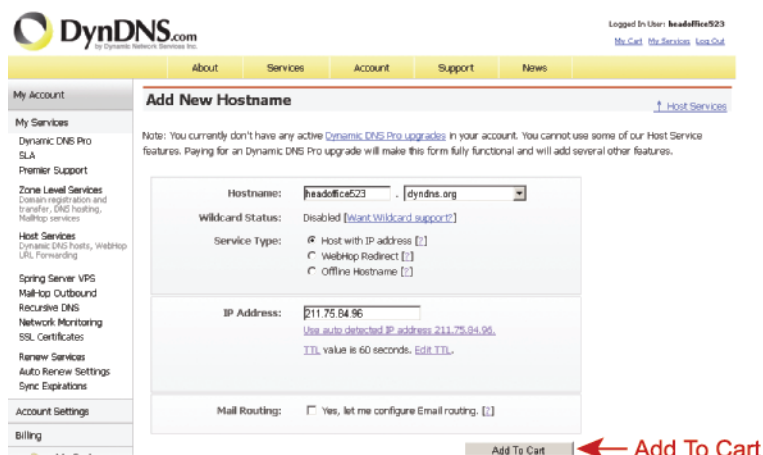 DynDNS.com
by Dynamic Network Services Inc.
Logged In User: headoffice523
My Cart My Services Log Out
About Services Account Support News
My Account
My Services
Dynamic DNS Pro
SLA
Premier Support
Zone Level Services
Domain registration and
transfer, DNS hosting,
MailHop services
Host Services
Dynamic DNS hosts, WebHop
URL Forwarding
Spring Server VPS
MailHop Outbound
Recursive DNS
Network Monitoring
SSL Certificates
Renew Services
Auto Renew Settings
Sync Expirations
Account Settings
Billing
Add New Hostname
↑ Host Services
Note: You currently don't have any active Dynamic DNS Pro upgrades in your account. You cannot use some of our Host Service
features. Paying for an Dynamic DNS Pro upgrade will make this form fully functional and will add several other features.
Hostname: headoffice523 . dyndns.org
Wildcard Status: Disabled [Want Wildcard support?]
Service Type: Host with IP address [?]
WebHop Redirect [?]
Offline Hostname [?]
IP Address: 211.75.84.96
Use auto detected IP address 211.75.84.96.
TTL value is 60 seconds. Edit TTL.
Mail Routing: Yes, let me configure Email routing. [?]
Add To Cart
Add To Cart